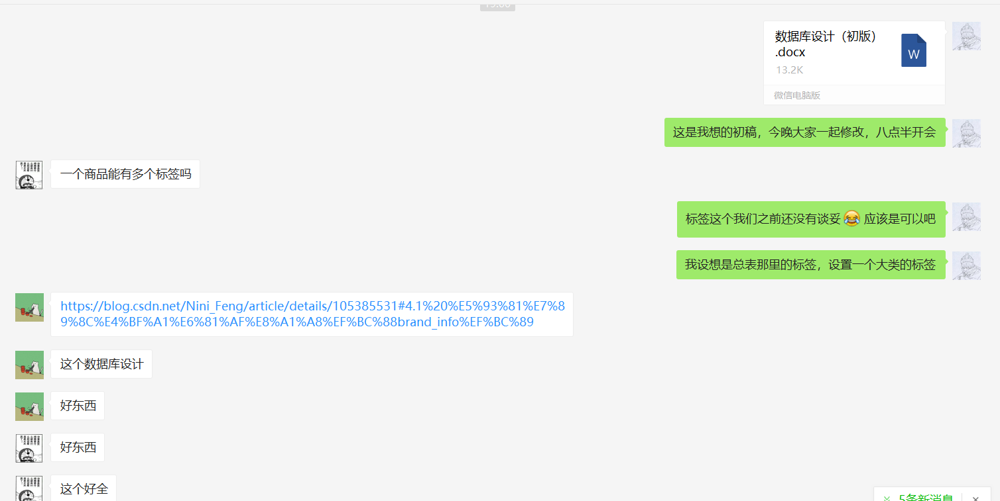 数据库设计（初版）
.docx
13.2K
W
微信电脑版
这是我想的初稿，今晚大家一起修改，八点半开会
一个商品能有多个标签吗
标签这个我们之前还没有谈妥😂应该是可以吧
我设想是总表那里的标签，设置一个大类的标签
https://blog.csdn.net/Nini_Feng/article/details/105385531#4.1%20%E5%93%81%E7%8
9%8C%E4%BF%A1%E6%81%AF%E8%A1%A8%EF%BC%88brand_info%EF%BC%89
这个数据库设计
好东西
好东西
这个好全
5条新消息